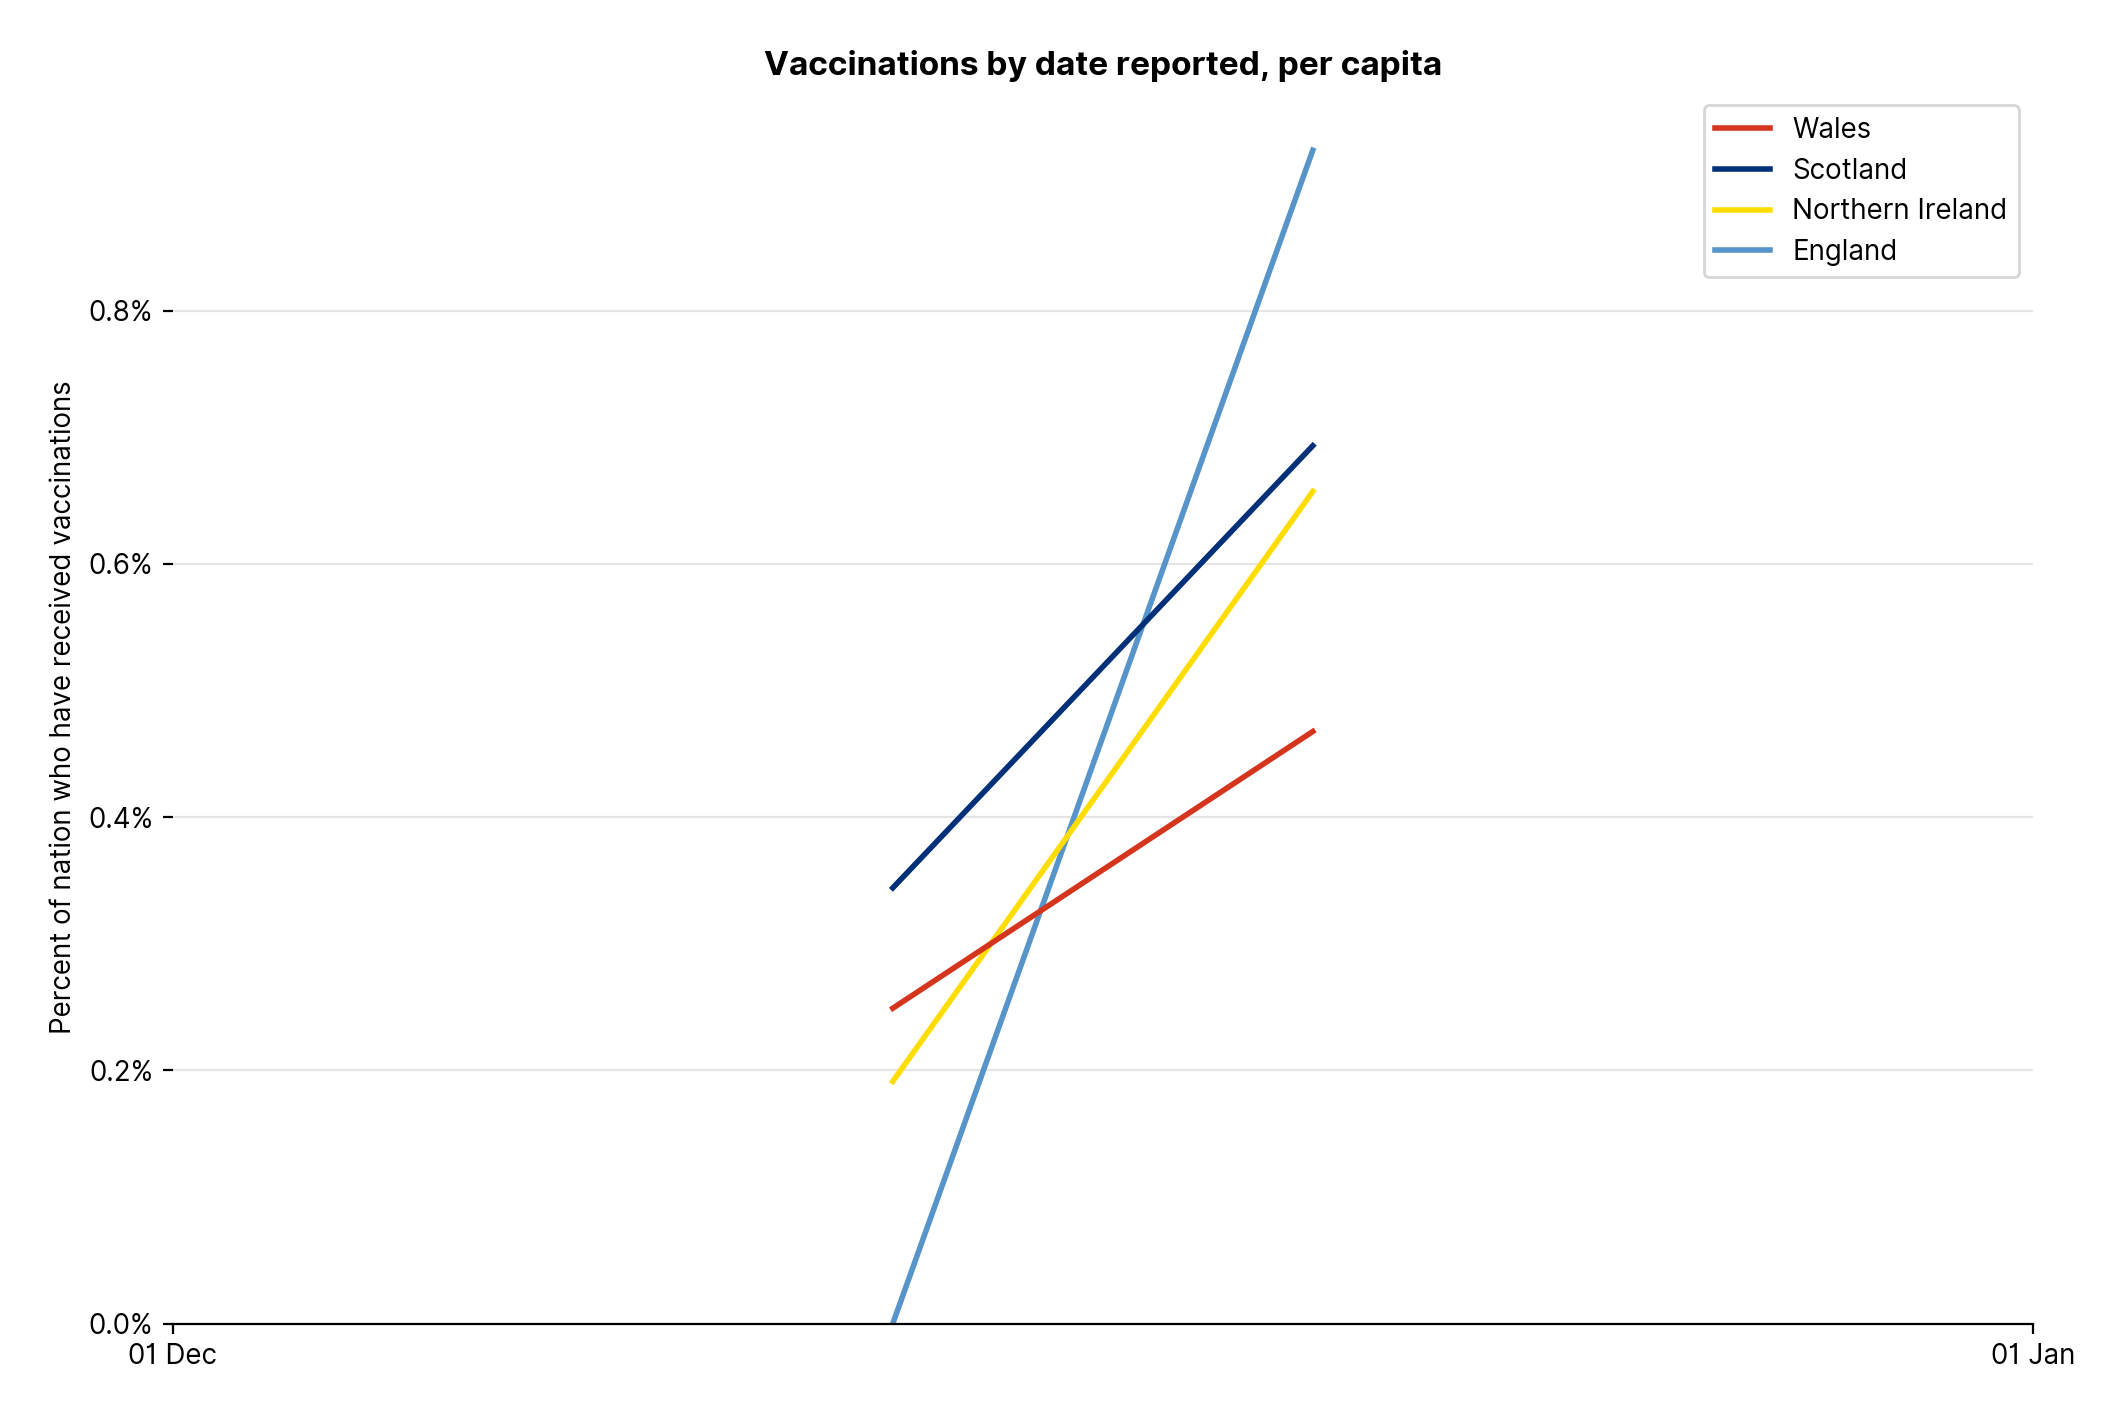 Vaccinations by date reported, per capita
Wales
Scotland
Northern Ireland
England
0.8%
0.6%
0.4%
0.2%
0.0%
Percent of nation who have received vaccinations
01 Dec
01 Jan